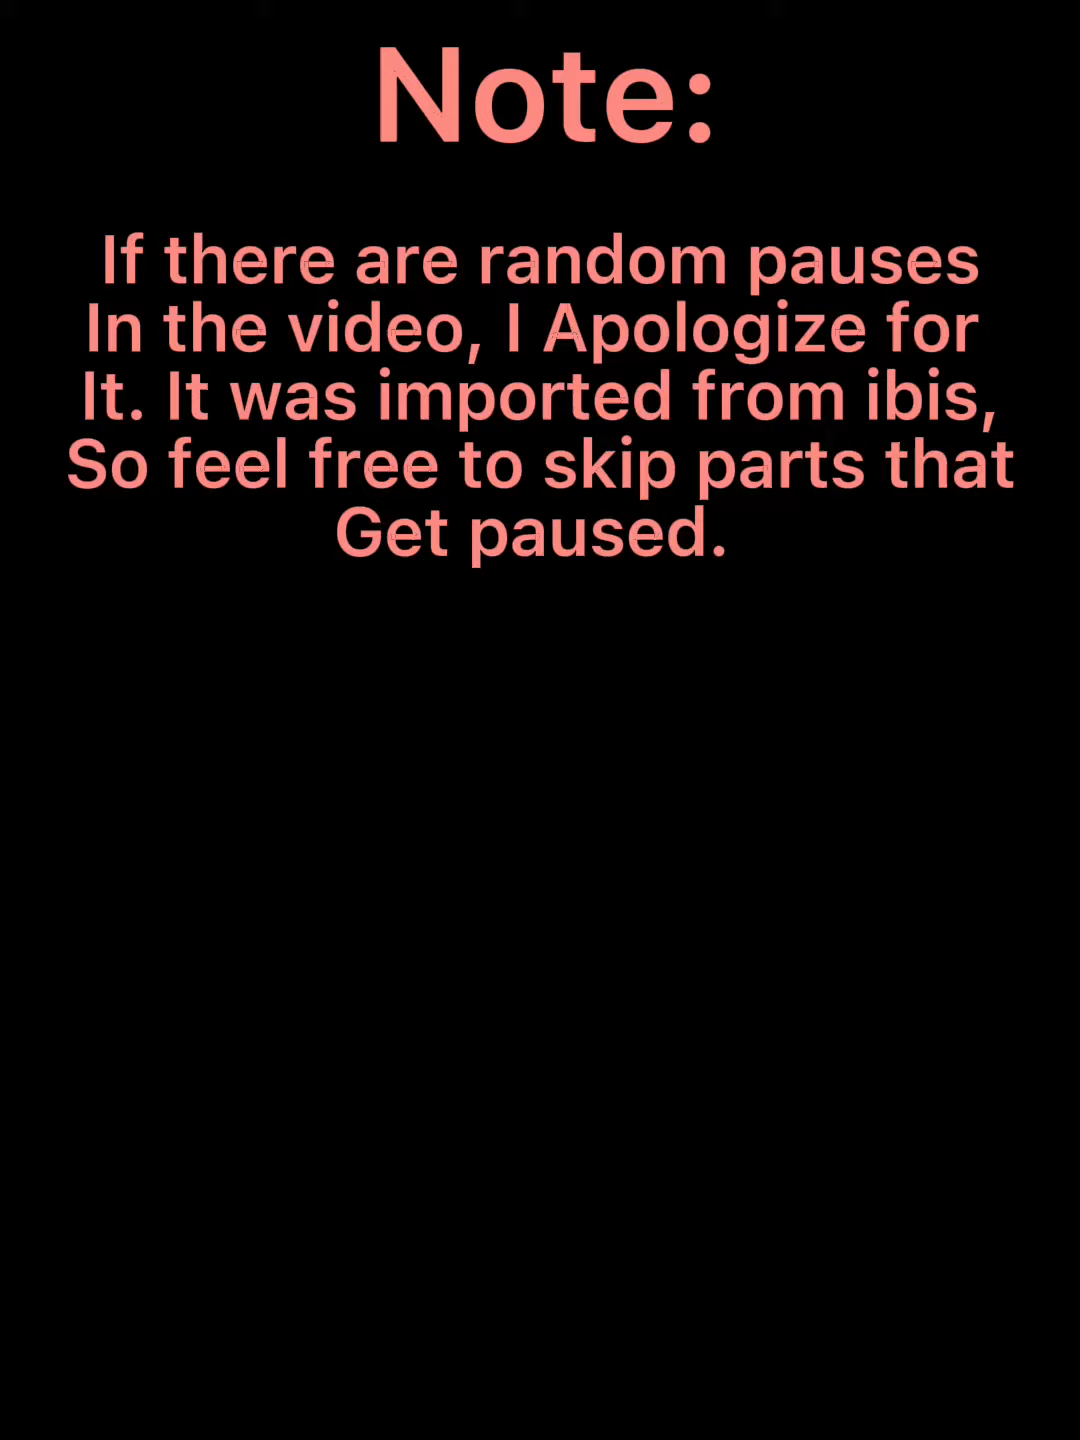 Note:
If there are random pauses
In the video, I Apologize for
It. It was imported from ibis,
So feel free to skip parts that
Get paused.